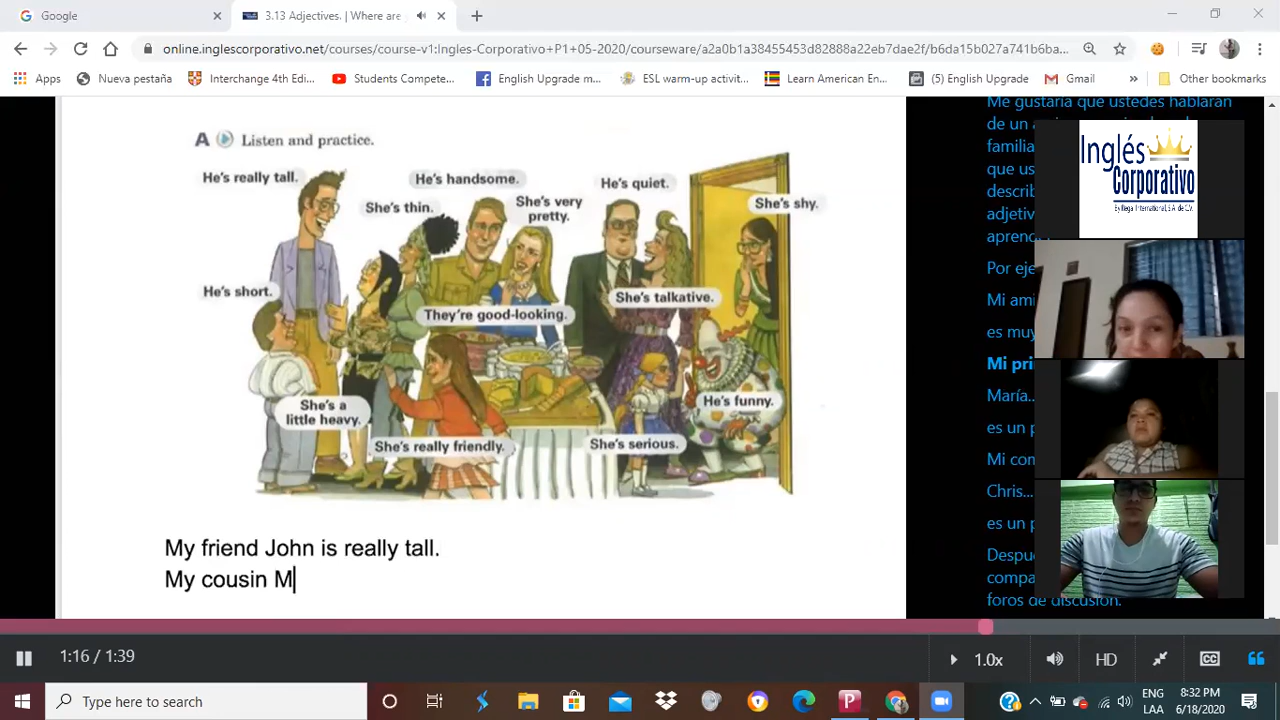 Google
3.13 Adjectives. | Where are
online.inglescorporativo.net/courses/course-v1:Ingles-Corporativo+P1+05-2020/courseware/a2a0b1a38455453d82888a22eb7dae2f/b6da15b027a741b6ba...
Apps
Nueva pestaña
Interchange 4th Edi...
Students Compete...
English Upgrade m...
ESL warm-up activit...
Learn American En...
(5) English Upgrade
Gmail
»
Other bookmarks
A Listen and practice.
He's really tall.
He's handsome.
He's quiet.
She's thin.
She's very
pretty.
She's shy.
He's short.
She's talkative.
They're good-looking.
She's a
little heavy.
He's funny.
She's really friendly.
She's serious.
My friend John is really tall.
My cousin M
Me gustaría que ustedes hablaran
de un
familia
que us
describ
adjetiv
aprend
Por eje
Mi ami
es muy
Mi pri
María..
es un p
Mi con
Chris...
es un p
Despu
compa
foros de discusión.
Inglés
Corporativo
1:16 / 1:39
1.0x
HD
CC
Type here to search
ENG
LAA
8:32 PM
6/18/2020